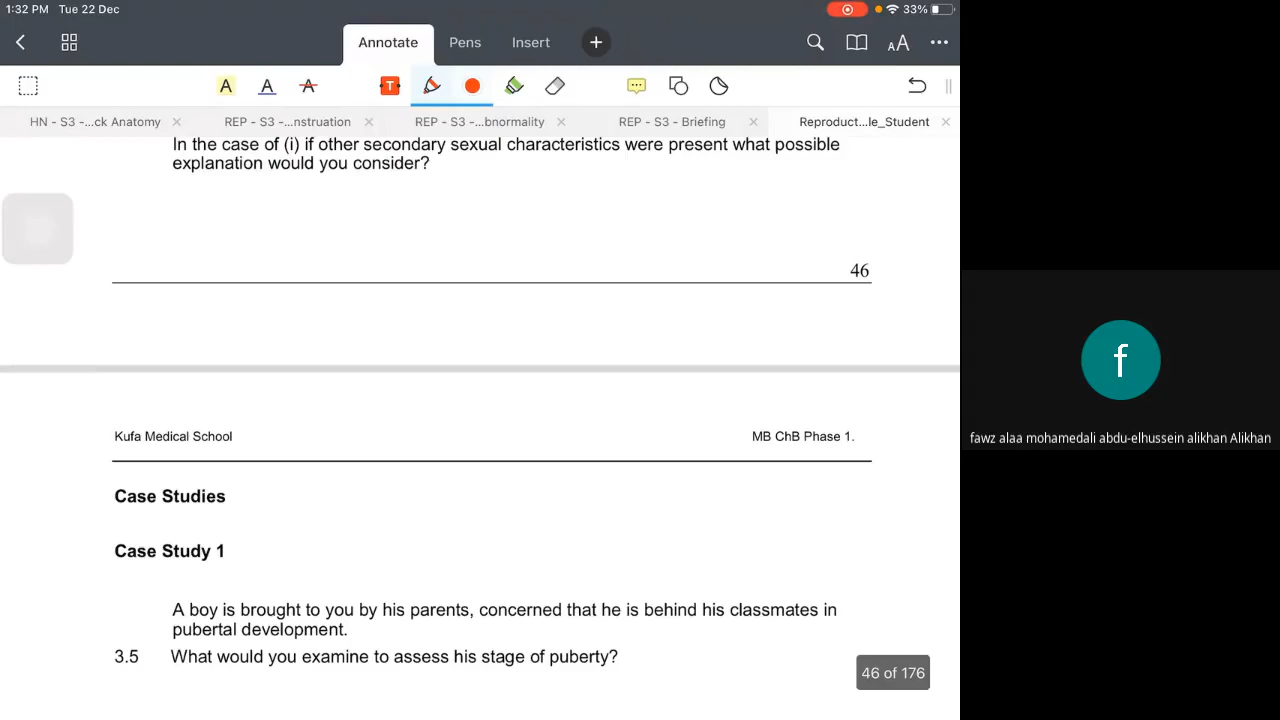 1:32 PM Tue 22 Dec
33%
Annotate
Pens
Insert
AA
A
A
A
T
HN - S3 -...ck Anatomy
REP - S3 -...nstruation
REP - S3 -...bnormality
REP - S3 - Briefing
Reproduct...le_Student
In the case of (i) if other secondary sexual characteristics were present what possible
explanation would you consider?
46
Kufa Medical School
MB ChB Phase 1.
Case Studies
Case Study 1
A boy is brought to you by his parents, concerned that he is behind his classmates in
pubertal development.
3.5 What would you examine to assess his stage of puberty?
46 of 176
f
fawz alaa mohamedali abdu-elhussein alikhan Alikhan